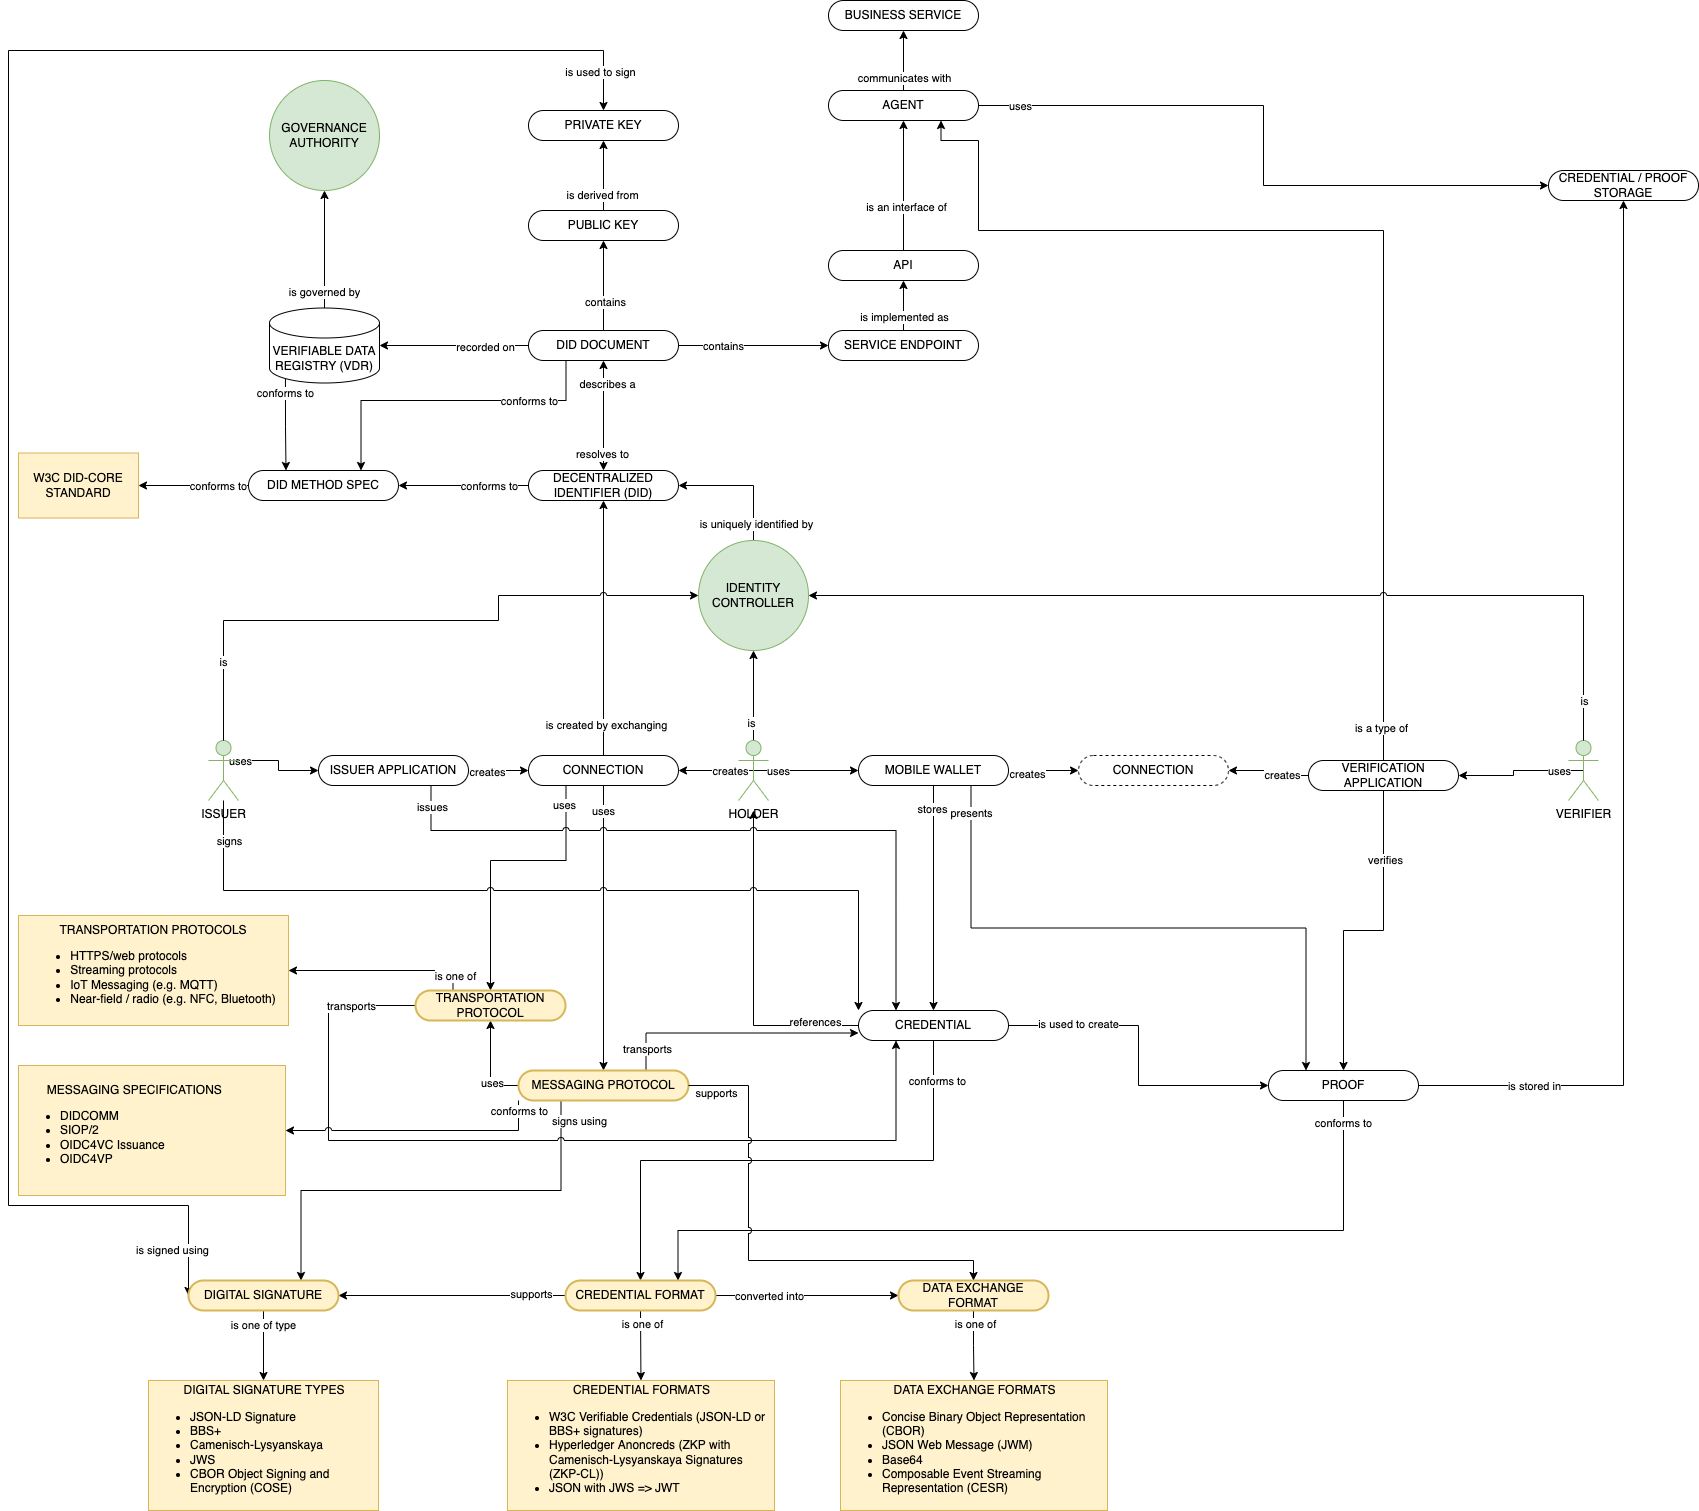 BUSINESS SERVICE
is used to sign
communicates with
AGENT
uses
PRIVATE KEY
GOVERNANCE
AUTHORITY
CREDENTIAL / PROOF
STORAGE
is derived from
is an interface of
PUBLIC KEY
API
is governed by
contains
is implemented as
VERIFIABLE DATA
REGISTRY (VDR)
recorded on
DID DOCUMENT
contains
SERVICE ENDPOINT
conforms to
describes a
conforms to
resolves to
W3C DID-CORE
STANDARD
conforms to
DID METHOD SPEC
conforms to
DECENTRALIZED
IDENTIFIER (DID)
is uniquely identified by
IDENTITY
CONTROLLER
is
is
is created by exchanging
is
is a type of
uses
ISSUER APPLICATION
creates
CONNECTION
creates
uses
MOBILE WALLET
creates
CONNECTION
creates
VERIFICATION
APPLICATION
uses
ISSUER
issues
uses
uses
HOLDER
stores
presents
VERIFIER
signs
verifies
TRANSPORTATION PROTOCOLS
• HTTPS/web protocols
• Streaming protocols
• IoT Messaging (e.g. MQTT)
• Near-field / radio (e.g. NFC, Bluetooth)
is one of
transports
TRANSPORTATION
PROTOCOL
references
CREDENTIAL
is used to create
transports
MESSAGING SPECIFICATIONS
• DIDCOMM
• SIOP/2
• OIDC4VC Issuance
• OIDC4VP
uses
MESSAGING PROTOCOL
supports
conforms to
PROOF
is stored in
conforms to
signs using
conforms to
is signed using
DIGITAL SIGNATURE
supports
CREDENTIAL FORMAT
converted into
DATA EXCHANGE
FORMAT
is one of type
is one of
is one of
DIGITAL SIGNATURE TYPES
• JSON-LD Signature
• BBS+
• Camenisch-Lysyanskaya
• JWS
• CBOR Object Signing and
Encryption (COSE)
CREDENTIAL FORMATS
• W3C Verifiable Credentials (JSON-LD or
BBS+ signatures)
• Hyperledger Anoncreds (ZKP with
Camenisch-Lysyanskaya Signatures
(ZKP-CL))
• JSON with JWS => JWT
DATA EXCHANGE FORMATS
• Concise Binary Object Representation
(CBOR)
• JSON Web Message (JWM)
• Base64
• Composable Event Streaming
Representation (CESR)